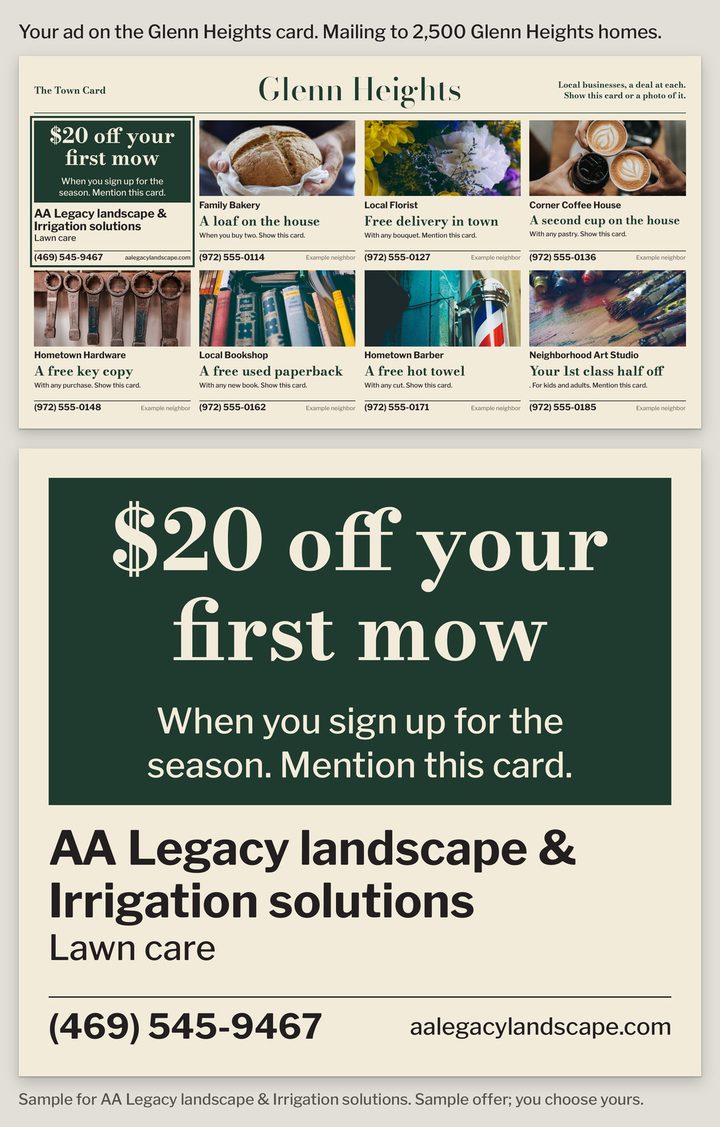 Your ad on the Glenn Heights card. Mailing to 2,500 Glenn Heights homes.
The Town Card
Glenn Heights
Local businesses, a deal at each.
Show this card or a photo of it.
$20 off your
first mow
When you sign up for the
season. Mention this card.
AA Legacy landscape &
Irrigation solutions
Lawn care
(469) 545-9467 aalegacylandscape.com
Family Bakery
A loaf on the house
When you buy two. Show this card.
(972) 555-0114 Example neighbor
Local Florist
Free delivery in town
With any bouquet. Mention this card.
(972) 555-0127 Example neighbor
Corner Coffee House
A second cup on the house
With any pastry. Show this card.
(972) 555-0136 Example neighbor
Hometown Hardware
A free key copy
With any purchase. Show this card.
(972) 555-0148 Example neighbor
Local Bookshop
A free used paperback
With any new book. Show this card.
(972) 555-0162 Example neighbor
Hometown Barber
A free hot towel
With any cut. Show this card.
(972) 555-0171 Example neighbor
Neighborhood Art Studio
Your 1st class half off
. For kids and adults. Mention this card.
(972) 555-0185 Example neighbor
$20 off your
first mow
When you sign up for the
season. Mention this card.
AA Legacy landscape &
Irrigation solutions
Lawn care
(469) 545-9467 aalegacylandscape.com
Sample for AA Legacy landscape & Irrigation solutions. Sample offer; you choose yours.